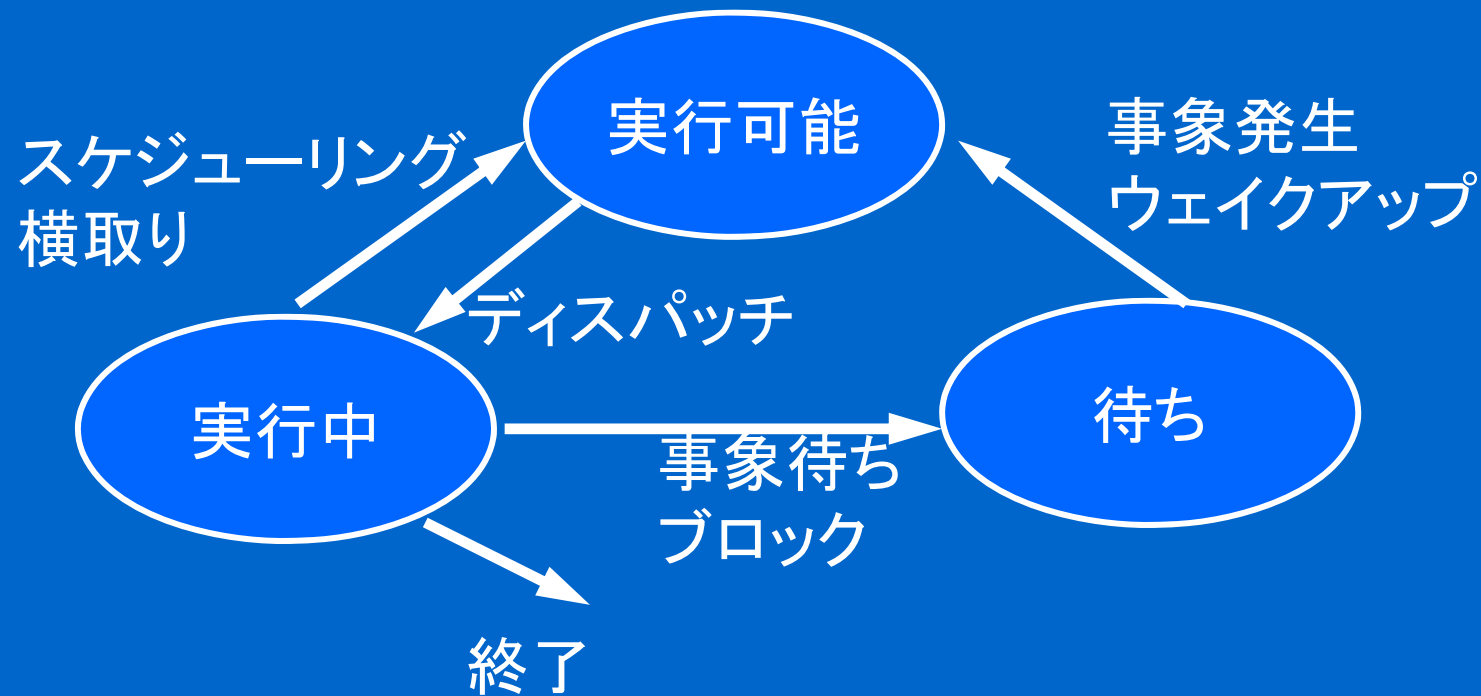 実行可能
スケジューリング
横取り
事象発生
ウェイクアップ
ディスパッチ
実行中
待ち
事象待ち
ブロック
終了